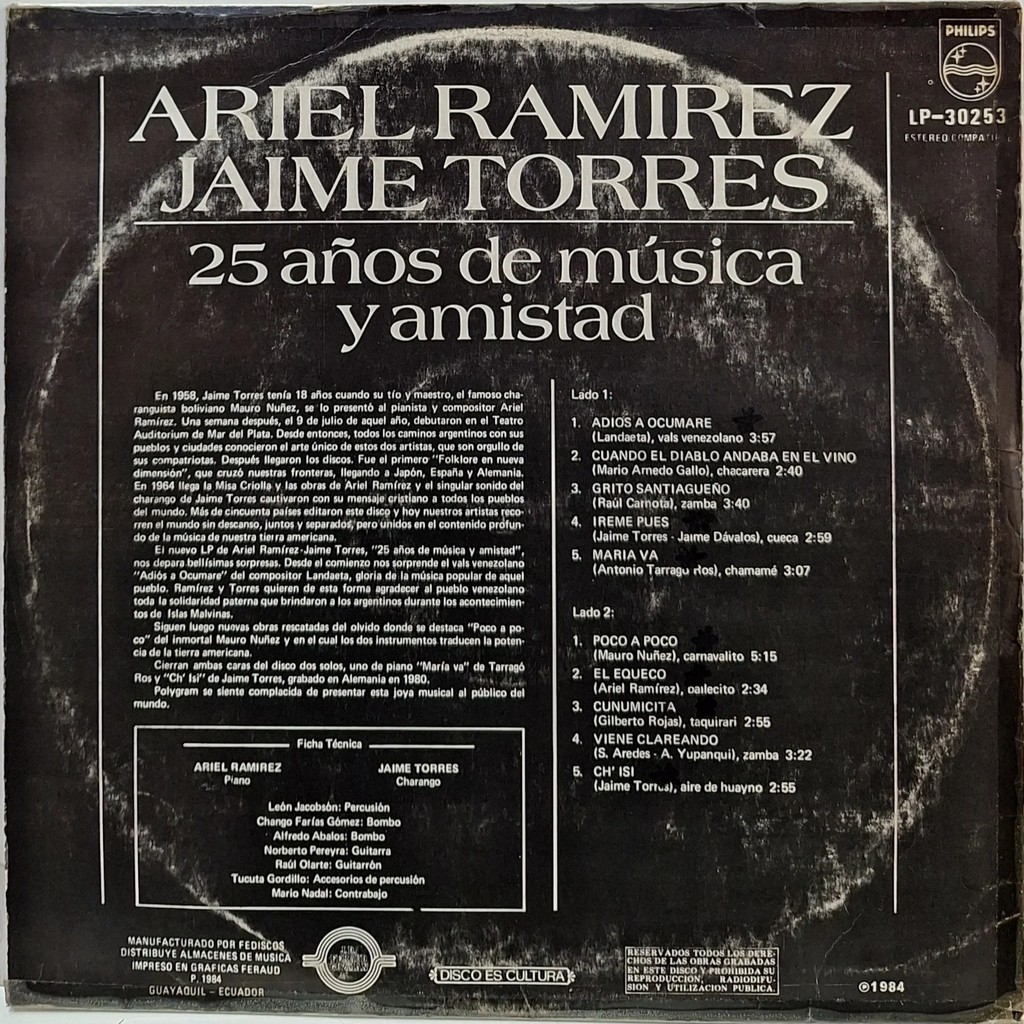 PHILIPS
LP-30253
ESTEREO
ARIEL RAMIREZ
JAIME TORRES
25 años de música
y amistad
En 1958, Jaime Torres tenía 18 años cuando su tío y maestro, el famoso cha-
ranguista boliviano Mauro Nuñez, se lo presentó al pianista y compositor Ariel
Ramírez. Una semana después, el 9 de julio de aquel año, debutaron en el Teatro
Auditorium de Mar del Plata. Desde entonces, todos los caminos argentinos con sus
pueblos y ciudades conocieron el arte único de estos dos artistas, que son orgullo de
sus compatriotas. Después llegaron los discos. Fue el primero "Folklore en nueva
dimensión", que cruzó nuestras fronteras, llegando a Japón, España y Alemania.
En 1964 llega la Misa Criolla y las obras de Ariel Ramírez y el singular sonido del
charango de Jaime Torres cautivaron con su mensaje cristiano a todos los pueblos
del mundo. Más de cincuenta países editaron este disco y hoy nuestros artistas reco-
rren el mundo sin descanso, juntos y separados, pero unidos en el contenido profun-
do de la música de nuestra tierra americana.
El nuevo LP de Ariel Ramírez-Jaime Torres, "25 años de música y amistad",
nos depara bellísimas sorpresas. Desde el comienzo nos sorprende el vals venezolano
"Adiós a Ocumare" del compositor Landaeta, gloria de la música popular de aquel
pueblo. Ramírez y Torres quieren de esta forma agradecer al pueblo venezolano
toda la solidaridad paterna que brindaron a los argentinos durante los acontecimien-
tos de Islas Malvinas.
Siguen luego nuevas obras rescatadas del olvido donde se destaca "Poco a po-
co" del inmortal Mauro Nuñez y en el cual los dos instrumentos traducen la poten-
cia de la tierra americana.
Cierran ambas caras del disco dos solos, uno de piano "María va" de Tarragó
Ros y "Ch' Isi" de Jaime Torres, grabado en Alemania en 1980.
Polygram se siente complacida de presentar esta joya musical al público del
mundo.
Ficha Técnica
ARIEL RAMIREZ JAIME TORRES
Piano Charango
León Jacobsón: Percusión
Chango Farías Gómez: Bombo
Alfredo Abalos: Bombo
Norberto Pereyra: Guitarra
Raúl Olarte: Guitarrón
Tucuta Gordillo: Accesorios de percusión
Mario Nadal: Contrabajo
Lado 1:
1. ADIOS A OCUMARE
(Landaeta), vals venezolano 3:57
2. CUANDO EL DIABLO ANDABA EN EL VINO
(Mario Arnedo Gallo), chacarera 2:40
3. GRITO SANTIAGUEÑO
(Raúl Carnota), zamba 3:40
4. IREME PUES
(Jaime Torres - Jaime Dávalos), cueca 2:59
5. MARIA VA
(Antonio Tarrago Ros), chamamé 3:07
Lado 2:
1. POCO A POCO
(Mauro Nuñez), carnavalito 5:15
2. EL EQUECO
(Ariel Ramírez), oailecito 2:34
3. CUNUMICITA
(Gilberto Rojas), taquirari 2:55
4. VIENE CLAREANDO
(S. Aredes - A. Yupanqui), zamba 3:22
5. CH' ISI
(Jaime Torres), aire de huayno 2:55
MANUFACTURADO POR FEDISCOS
DISTRIBUYE ALMACENES DE MUSICA
IMPRESO EN GRAFICAS FERAUD
P. 1984
GUAYAQUIL - ECUADOR
DISCO ES CULTURA
RESERVADOS TODOS LOS DERE-
CHOS DE LAS OBRAS GRABADAS
EN ESTE DISCO Y PROHIBIDA SU
REPRODUCCION, RADIODIFU-
SION Y UTILIZACION PUBLICA.
℗1984